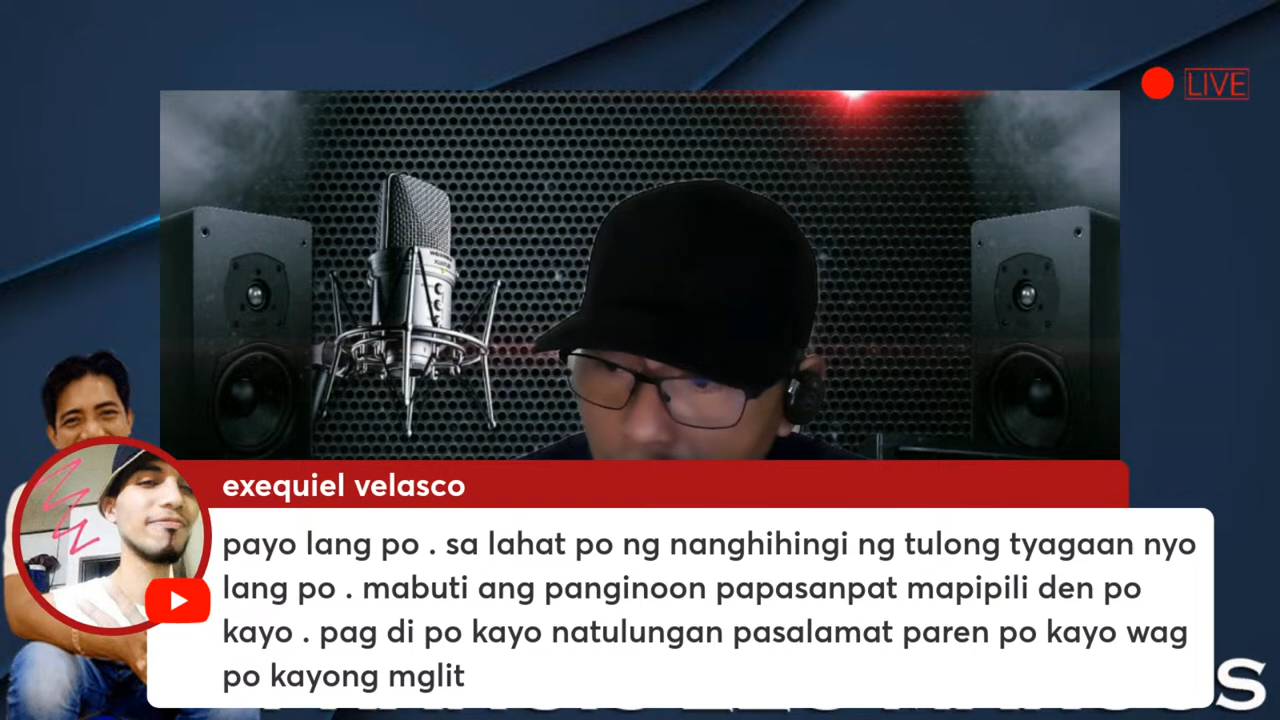 LIVE
exequiel velasco
payo lang po . sa lahat po ng nanghihingi ng tulong tyagaan nyo
lang po . mabuti ang panginoon papasanpat mapipili den po
kayo . pag di po kayo natulungan pasalamat paren po kayo wag
po kayong mglit